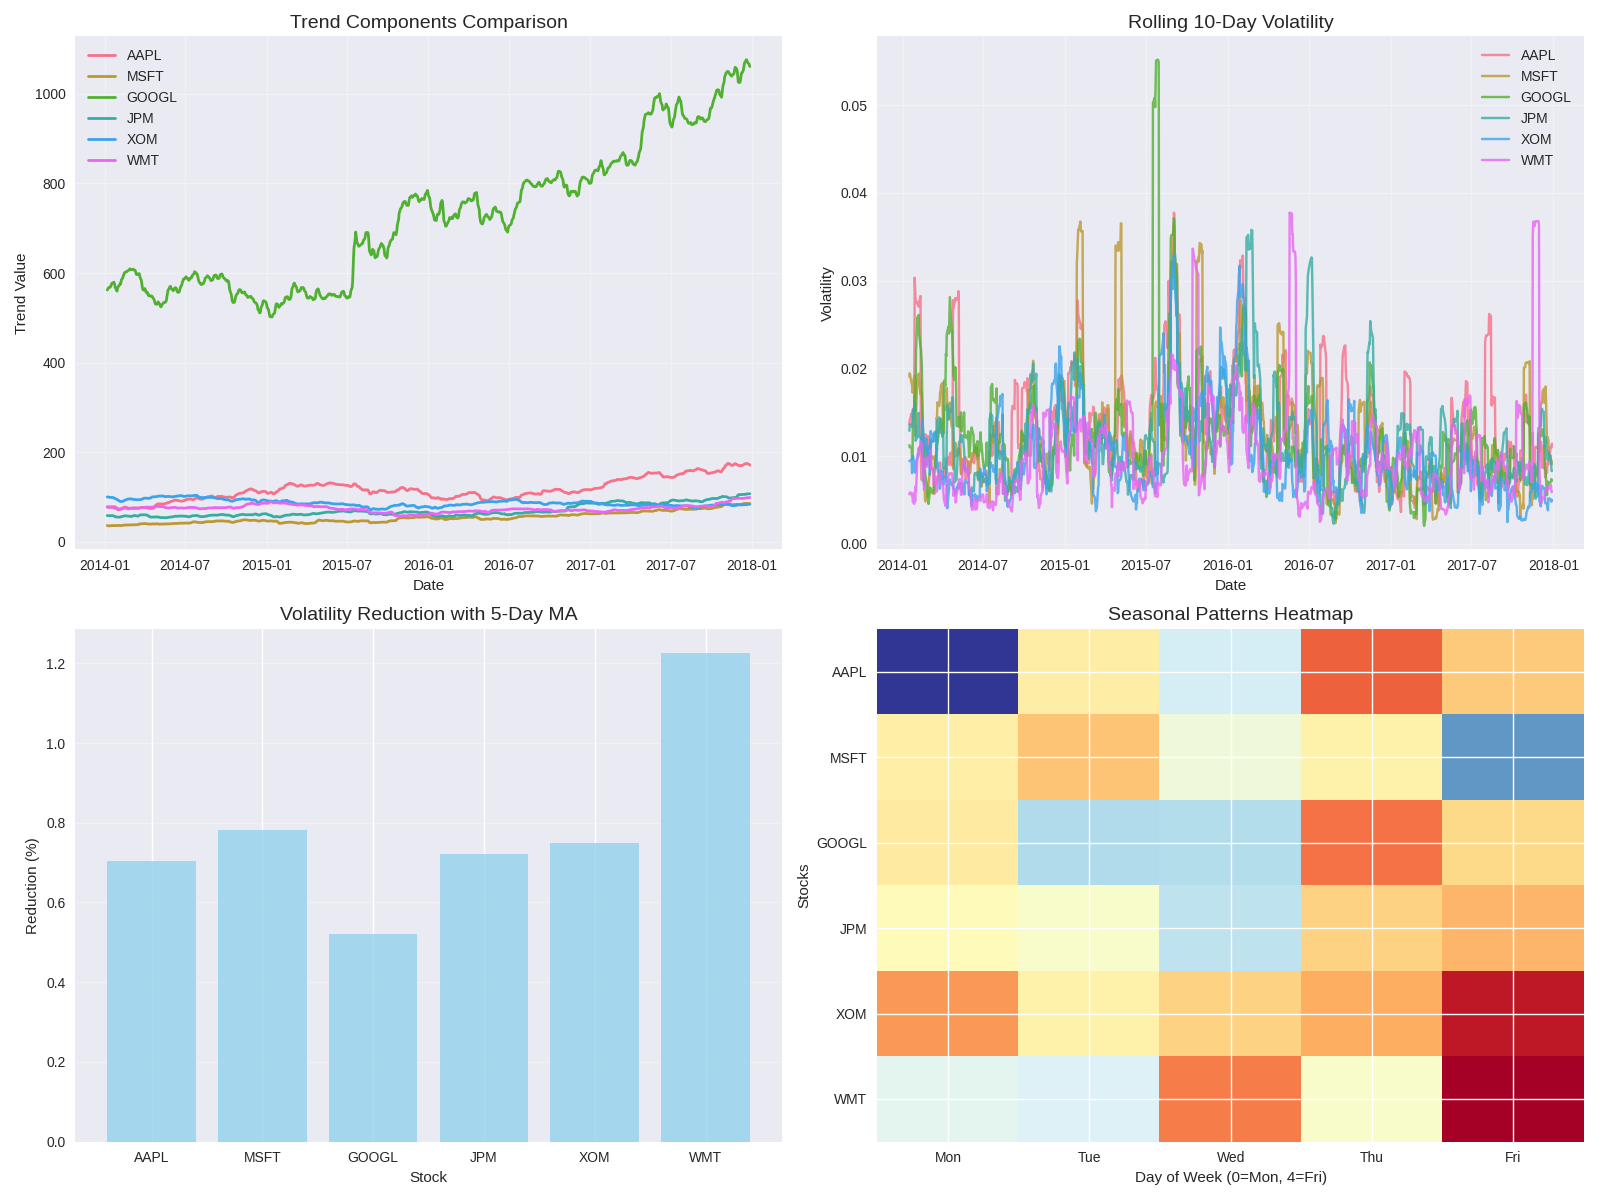 Trend Components Comparison
Trend Value
1000
800
600
400
200
0
AAPL
MSFT
GOOGL
JPM
XOM
WMT
2014-01 2014-07 2015-01 2015-07 2016-01 2016-07 2017-01 2017-07 2018-01
Date
Rolling 10-Day Volatility
Volatility
0.05
0.04
0.03
0.02
0.01
0.00
AAPL
MSFT
GOOGL
JPM
XOM
WMT
2014-01 2014-07 2015-01 2015-07 2016-01 2016-07 2017-01 2017-07 2018-01
Date
Volatility Reduction with 5-Day MA
Reduction (%)
1.2
1.0
0.8
0.6
0.4
0.2
0.0
AAPL MSFT GOOGL JPM XOM WMT
Stock
Seasonal Patterns Heatmap
Stocks
AAPL
MSFT
GOOGL
JPM
XOM
WMT
Mon Tue Wed Thu Fri
Day of Week (0=Mon, 4=Fri)